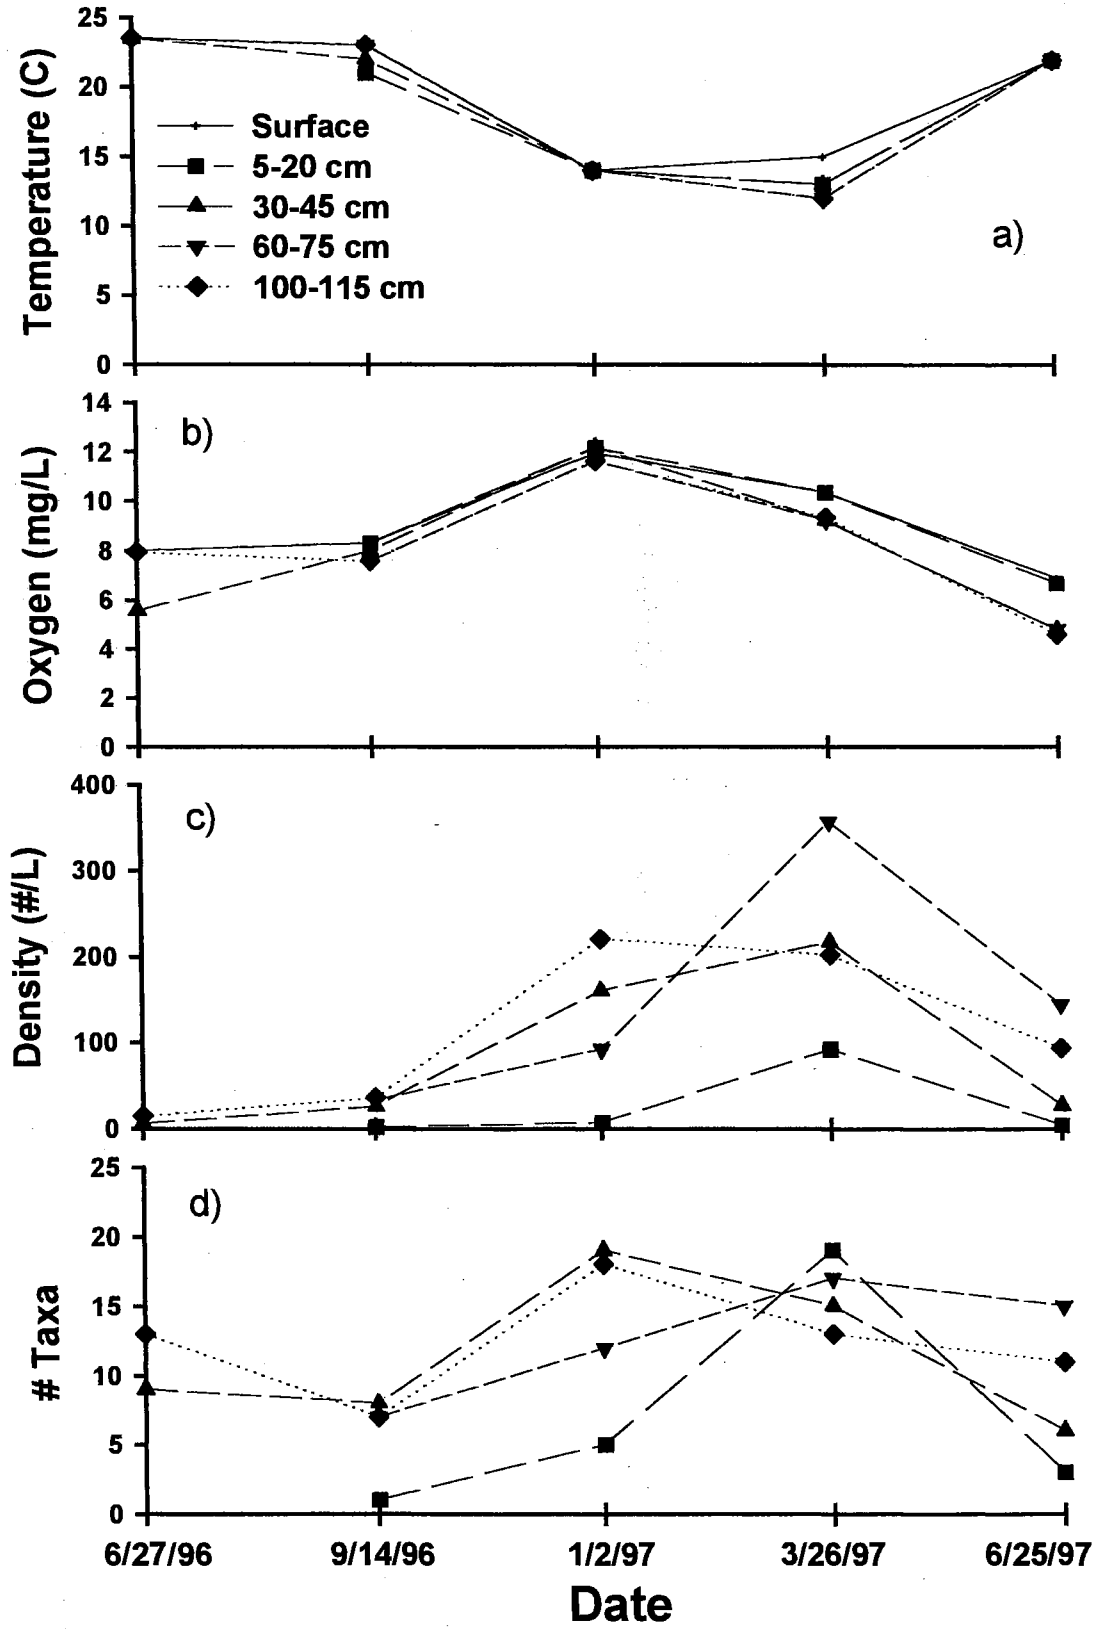 25
20
15
10
5
0
Temperature (C)
Surface
5-20 cm
30-45 cm
60-75 cm
100-115 cm
a)
14
12
10
8
6
4
2
0
Oxygen (mg/L)
b)
400
300
200
100
0
Density (#/L)
c)
25
20
15
10
5
0
# Taxa
d)
6/27/96 9/14/96 1/2/97 3/26/97 6/25/97
Date